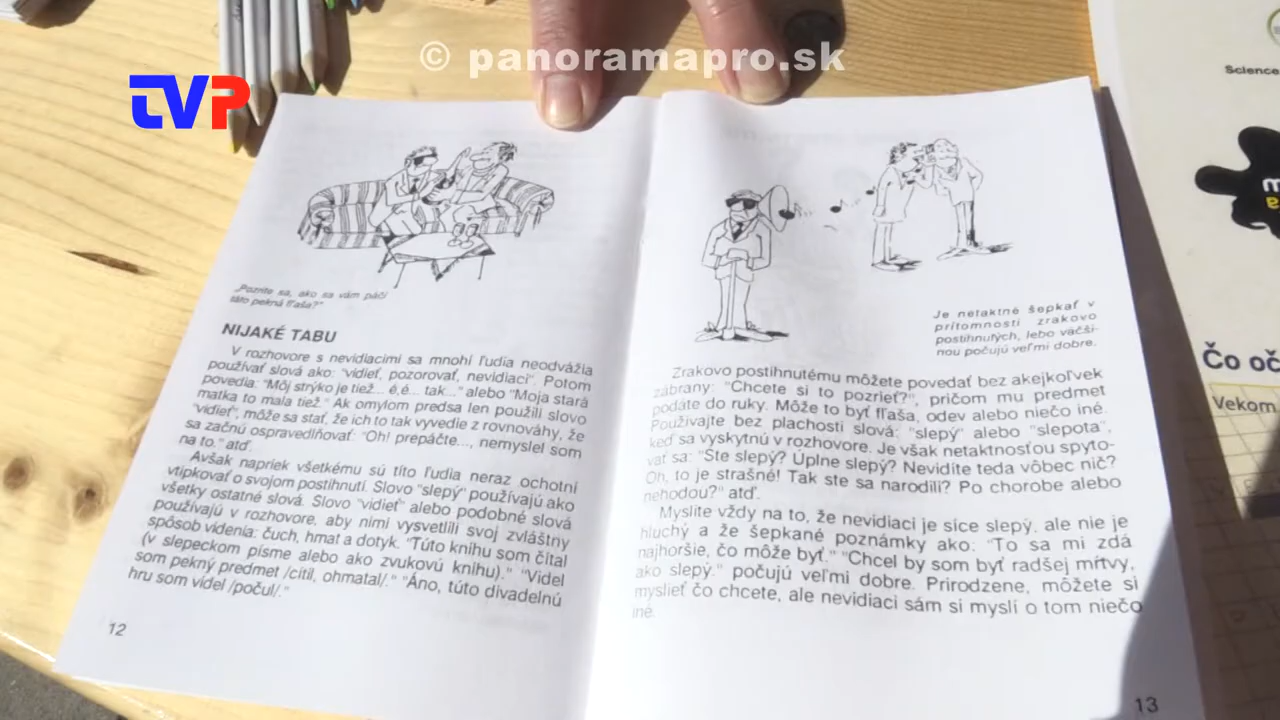 © panoramapro.sk
TVP
„Pozrite sa, ako sa vám páči
táto pekná fľaša?"
NIJAKÉ TABU
V rozhovore s nevidiacimi sa mnohí ľudia neodvážia
používať slová ako: "vidieť, pozorovať, nevidiaci". Potom
povedia: "Môj strýko je tiež... é,é... tak..." alebo "Moja stará
matka to mala tiež." Ak omylom predsa len použili slovo
"vidieť", môže sa stať, že ich to tak vyvedie z rovnováhy, že
sa začnú ospravedlňovať: "Oh! prepáčte..., nemyslel som
na to." atď.
Avšak napriek všetkému sú títo ľudia neraz ochotní
vtipkovať o svojom postihnutí. Slovo "slepý" používajú ako
všetky ostatné slová. Slovo "vidieť" alebo podobné slová
používajú v rozhovore, aby nimi vysvetlili svoj zvláštny
spôsob videnia: čuch, hmat a dotyk. "Túto knihu som čítal
(v slepeckom písme alebo ako zvukovú knihu)." "Videl
som pekný predmet /cítil, ohmatal/." "Áno, túto divadelnú
hru som videl /počul/."
12
Je netaktné šepkať v
prítomnosti zrakovo
postihnutých, lebo väčši-
nou počujú veľmi dobre.
Zrakovo postihnutému môžete povedať bez akejkoľvek
zábrany: "Chcete si to pozrieť?", pričom mu predmet
podáte do ruky. Môže to byť fľaša, odev alebo niečo iné.
Používajte bez plachosti slová: "slepý" alebo "slepota",
keď sa vyskytnú v rozhovore. Je však netaktnosťou spyto-
vať sa: "Ste slepý? Úplne slepý? Nevidíte teda vôbec nič?
Oh, to je strašné! Tak ste sa narodili? Po chorobe alebo
nehodou?" atď.
Myslite vždy na to, že nevidiaci je síce slepý, ale nie je
hluchý a že šepkané poznámky ako: "To sa mi zdá
najhoršie, čo môže byť." "Chcel by som byť radšej mŕtvy,
ako slepý." počujú veľmi dobre. Prirodzene, môžete si
myslieť čo chcete, ale nevidiaci sám si myslí o tom niečo
iné.
13
Science
Čo oč
Vekom